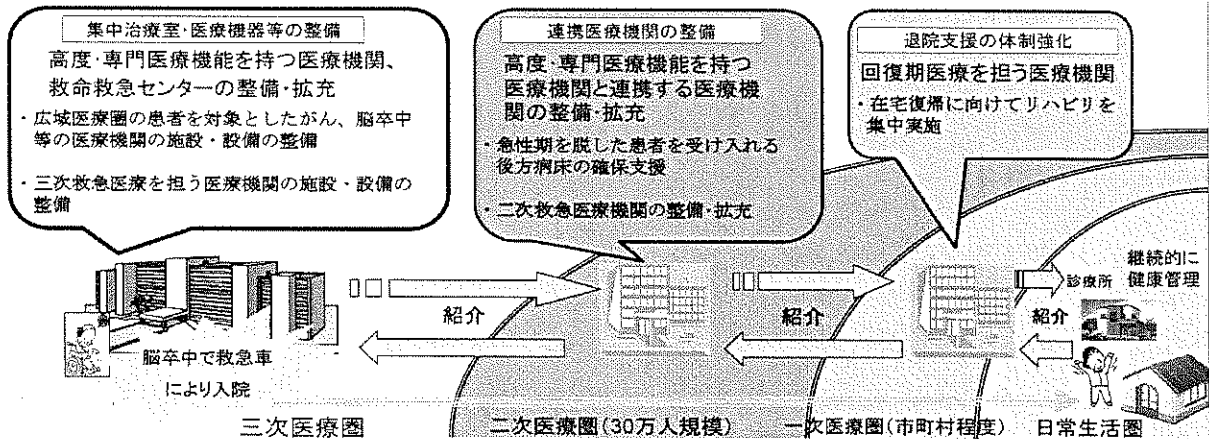 集中治療室・医療機器等の整備
高度・専門医療機能を持つ医療機関、
救命救急センターの整備・拡充
・広域医療圏の患者を対象としたがん、脳卒中
等の医療機関の施設・設備の整備
・三次救急医療を担う医療機関の施設・設備の
整備
連携医療機関の整備
高度・専門医療機能を持つ
医療機関と連携する医療機
関の整備・拡充
・急性期を脱した患者を受け入れる
後方病床の確保支援
・二次救急医療機関の整備・拡充
退院支援の体制強化
回復期医療を担う医療機関
・在宅復帰に向けてリハビリを
集中実施
紹介
紹介
診療所
継続的に
健康管理
紹介
脳卒中で救急車
により入院
三次医療圏
二次医療圏(30万人規模)
一次医療圏(市町村程度)
日常生活圏